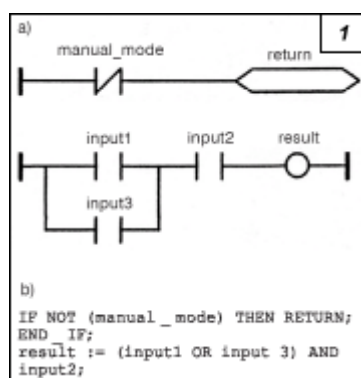 a)
1
manual_mode
return
input1
input2
result
input3
b)
IF NOT (manual _ mode) THEN RETURN;
END _ IF;
result := (input1 OR input 3) AND
input2;